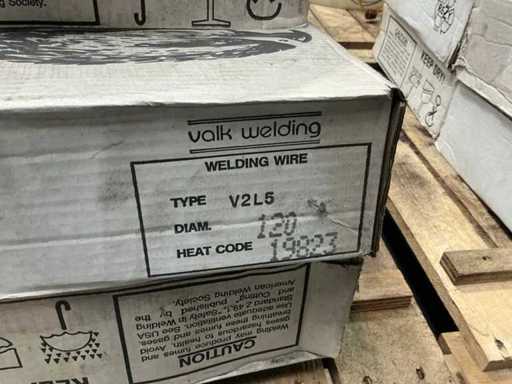 g Society.
valk welding
WELDING WIRE
TYPE V2L5
DIAM. 120
HEAT CODE 19823
CAUTION
Welding may produce fumes and
gases hazardous to health. Avoid
breathing these fumes and gases.
Use adequate ventilation. See USA
Standard z 49.1, "Safety in Welding
and Cutting" published by the
American Welding Society.
KEEP DRY!